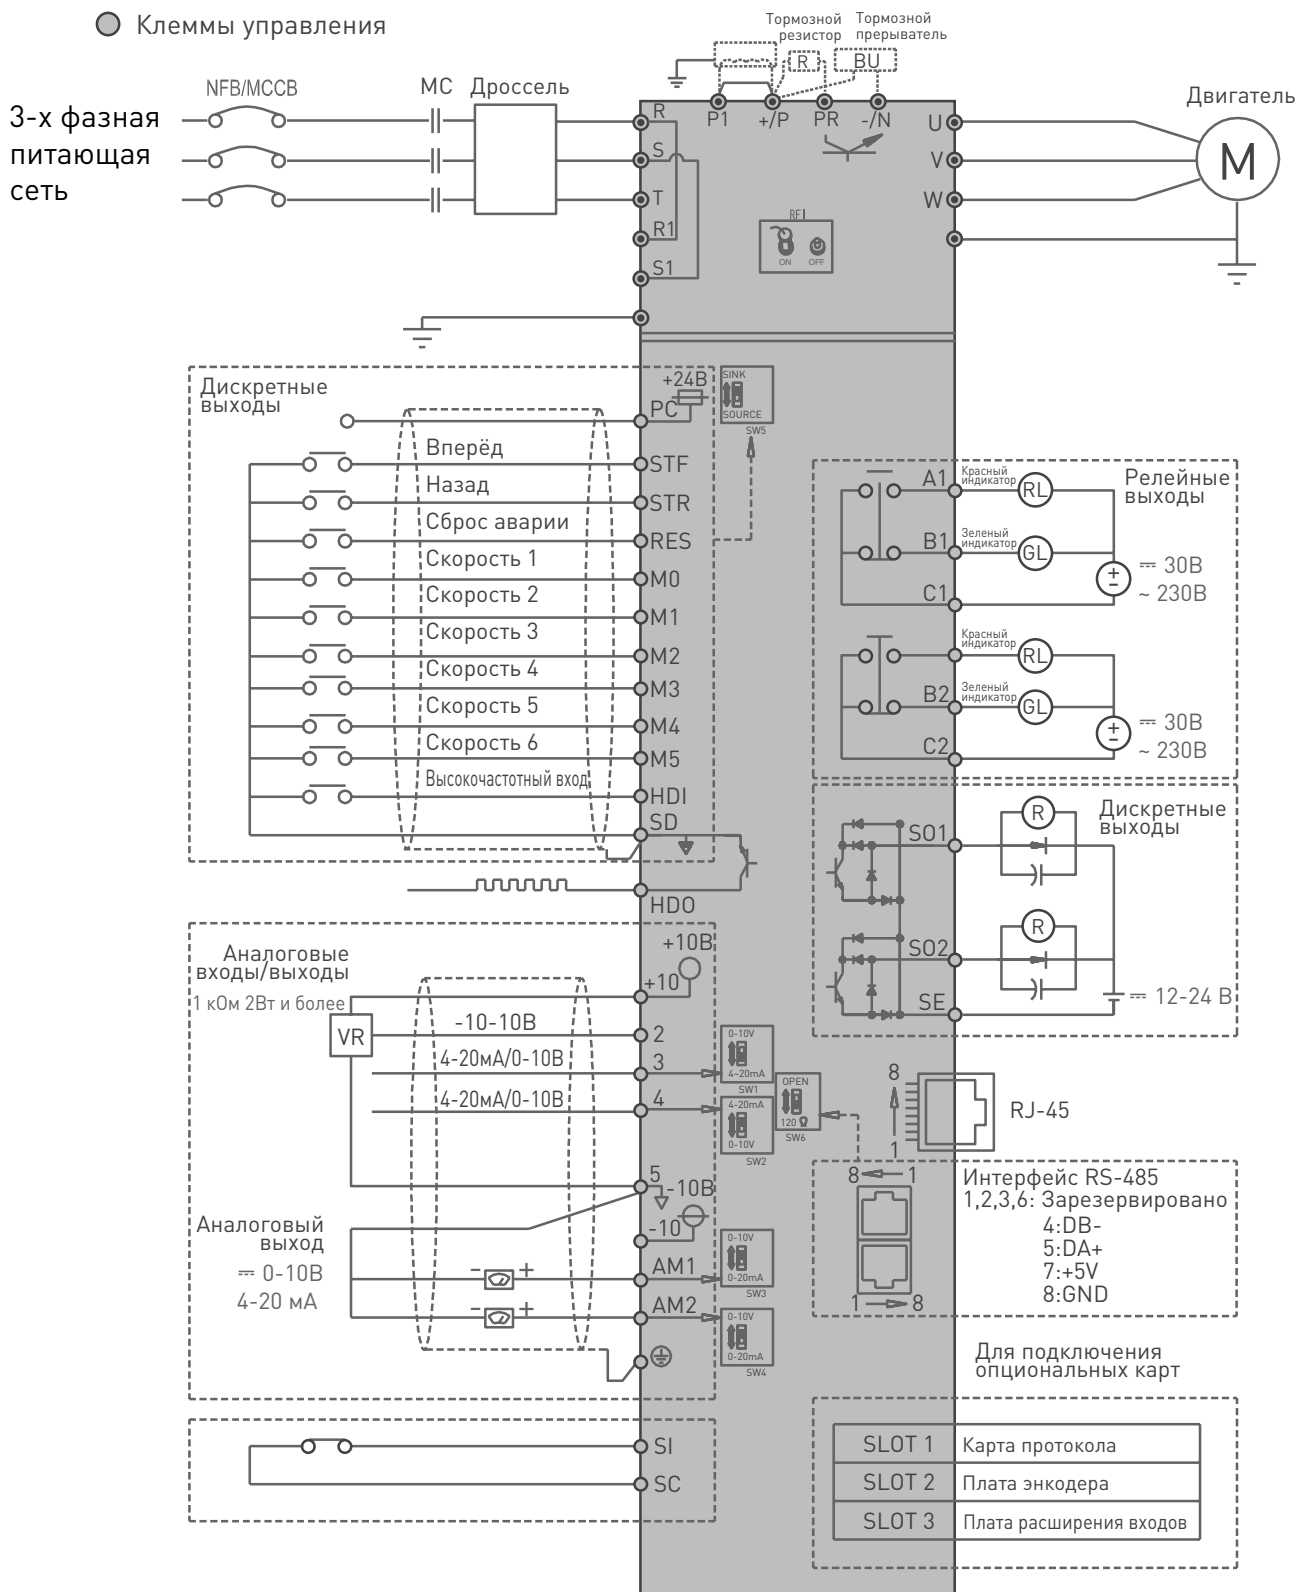 Клеммы управления
Тормозной
резистор
Тормозной
прерыватель
R
BU
NFB/MCCB
MC
Дроссель
Двигатель
3-х фазная
питающая
сеть
R
S
T
R1
S1
P1
+/P
PR
-/N
U
V
W
M
RFI
ON
OFF
Дискретные
выходы
+24В
PC
SINK
SOURCE
SW5
Вперёд
STF
Назад
STR
Сброс аварии
RES
Скорость 1
M0
Скорость 2
M1
Скорость 3
M2
Скорость 4
M3
Скорость 5
M4
Скорость 6
M5
Высокочастотный вход
HDI
SD
HDO
Релейные
выходы
A1
Красный
индикатор
RL
B1
Зеленый
индикатор
GL
C1
+
-
⎓ 30В
~ 230В
Красный
индикатор
RL
B2
Зеленый
индикатор
GL
C2
+
-
⎓ 30В
~ 230В
Дискретные
выходы
SO1
R
SO2
R
SE
⎓ 12-24 В
Аналоговые
входы/выходы
1 кОм 2Вт и более
VR
+10В
+10
-10-10В
2
4-20мА/0-10В
3
4-20мА/0-10В
4
0-10V
4~20mA
SW1
4-20mA
0-10V
SW2
OPEN
120 Ω
SW6
5
-10В
-10
Аналоговый
выход
⎓ 0-10В
4-20 мА
- +
AM1
- +
AM2
0-10V
0-20mA
SW3
0-10V
0-20mA
SW4
8
1
RJ-45
8
1
1
8
Интерфейс RS-485
1,2,3,6: Зарезервировано
4:DB-
5:DA+
7:+5V
8:GND
Для подключения
опциональных карт
SI
SC
SLOT 1 Карта протокола
SLOT 2 Плата энкодера
SLOT 3 Плата расширения входов